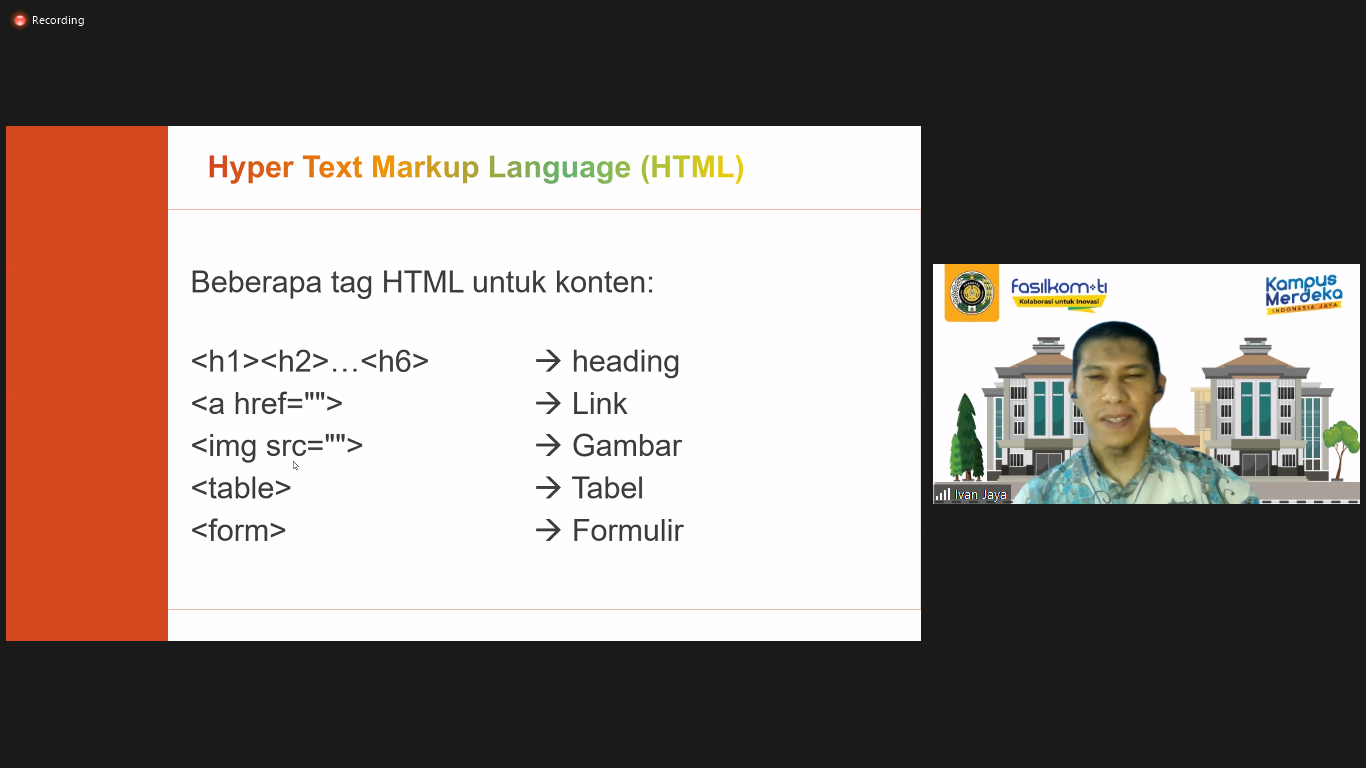 Recording
Hyper Text Markup Language (HTML)
Beberapa tag HTML untuk konten:
<h1><h2>…<h6> → heading
<a href=""> → Link
<img src=""> → Gambar
<table> → Tabel
<form> → Formulir
fasilkom-ti
Kolaborasi untuk Inovasi
Kampus
Merdeka
INDONESIA JAYA
Ivan Jaya